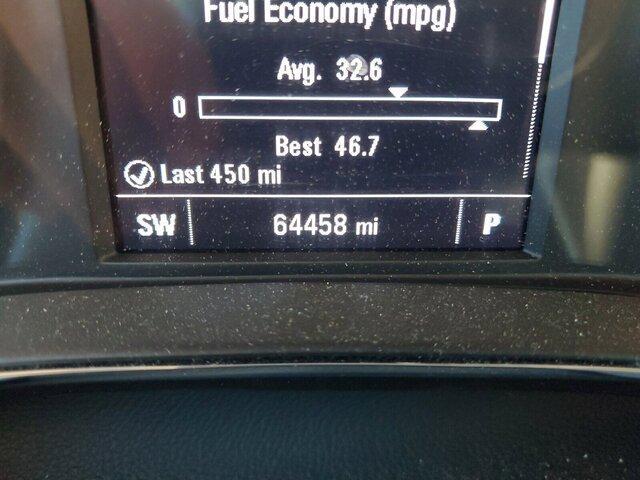 Fuel Economy (mpg)
Avg. 32.6
0
Best 46.7
Last 450 mi
SW 64458 mi P